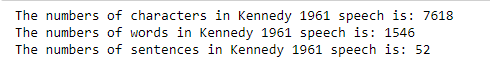 The numbers of characters in Kennedy 1961 speech is: 7618
The numbers of words in Kennedy 1961 speech is: 1546
The numbers of sentences in Kennedy 1961 speech is: 52